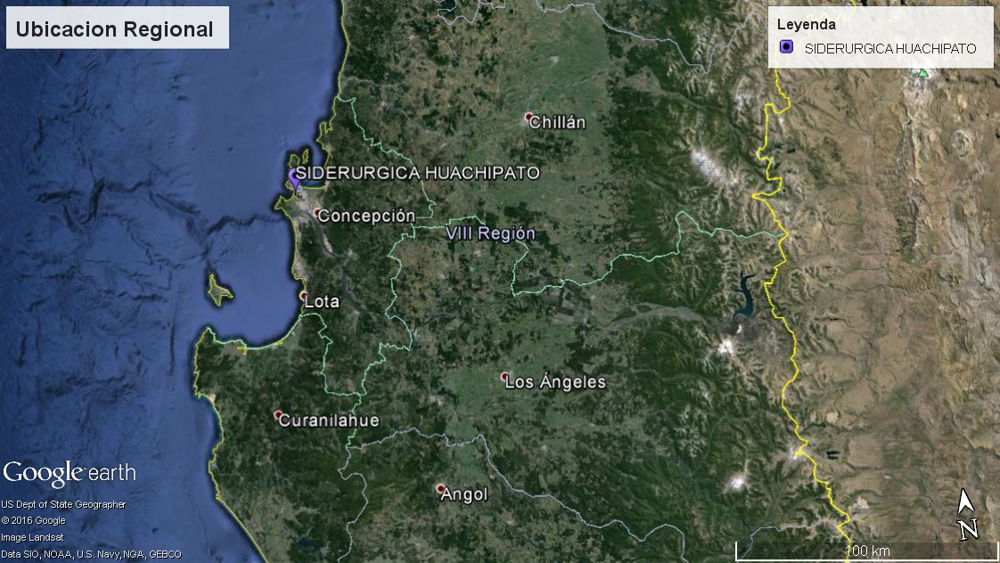 Ubicacion Regional
Leyenda
SIDERURGICA HUACHIPATO
Chillán
SIDERURGICA HUACHIPATO
Concepción
VIII Región
Lota
Los Ángeles
Curanilahue
Angol
Google earth
US Dept of State Geographer
© 2016 Google
Image Landsat
Data SIO, NOAA, U.S. Navy, NGA, GEBCO
N
100 km